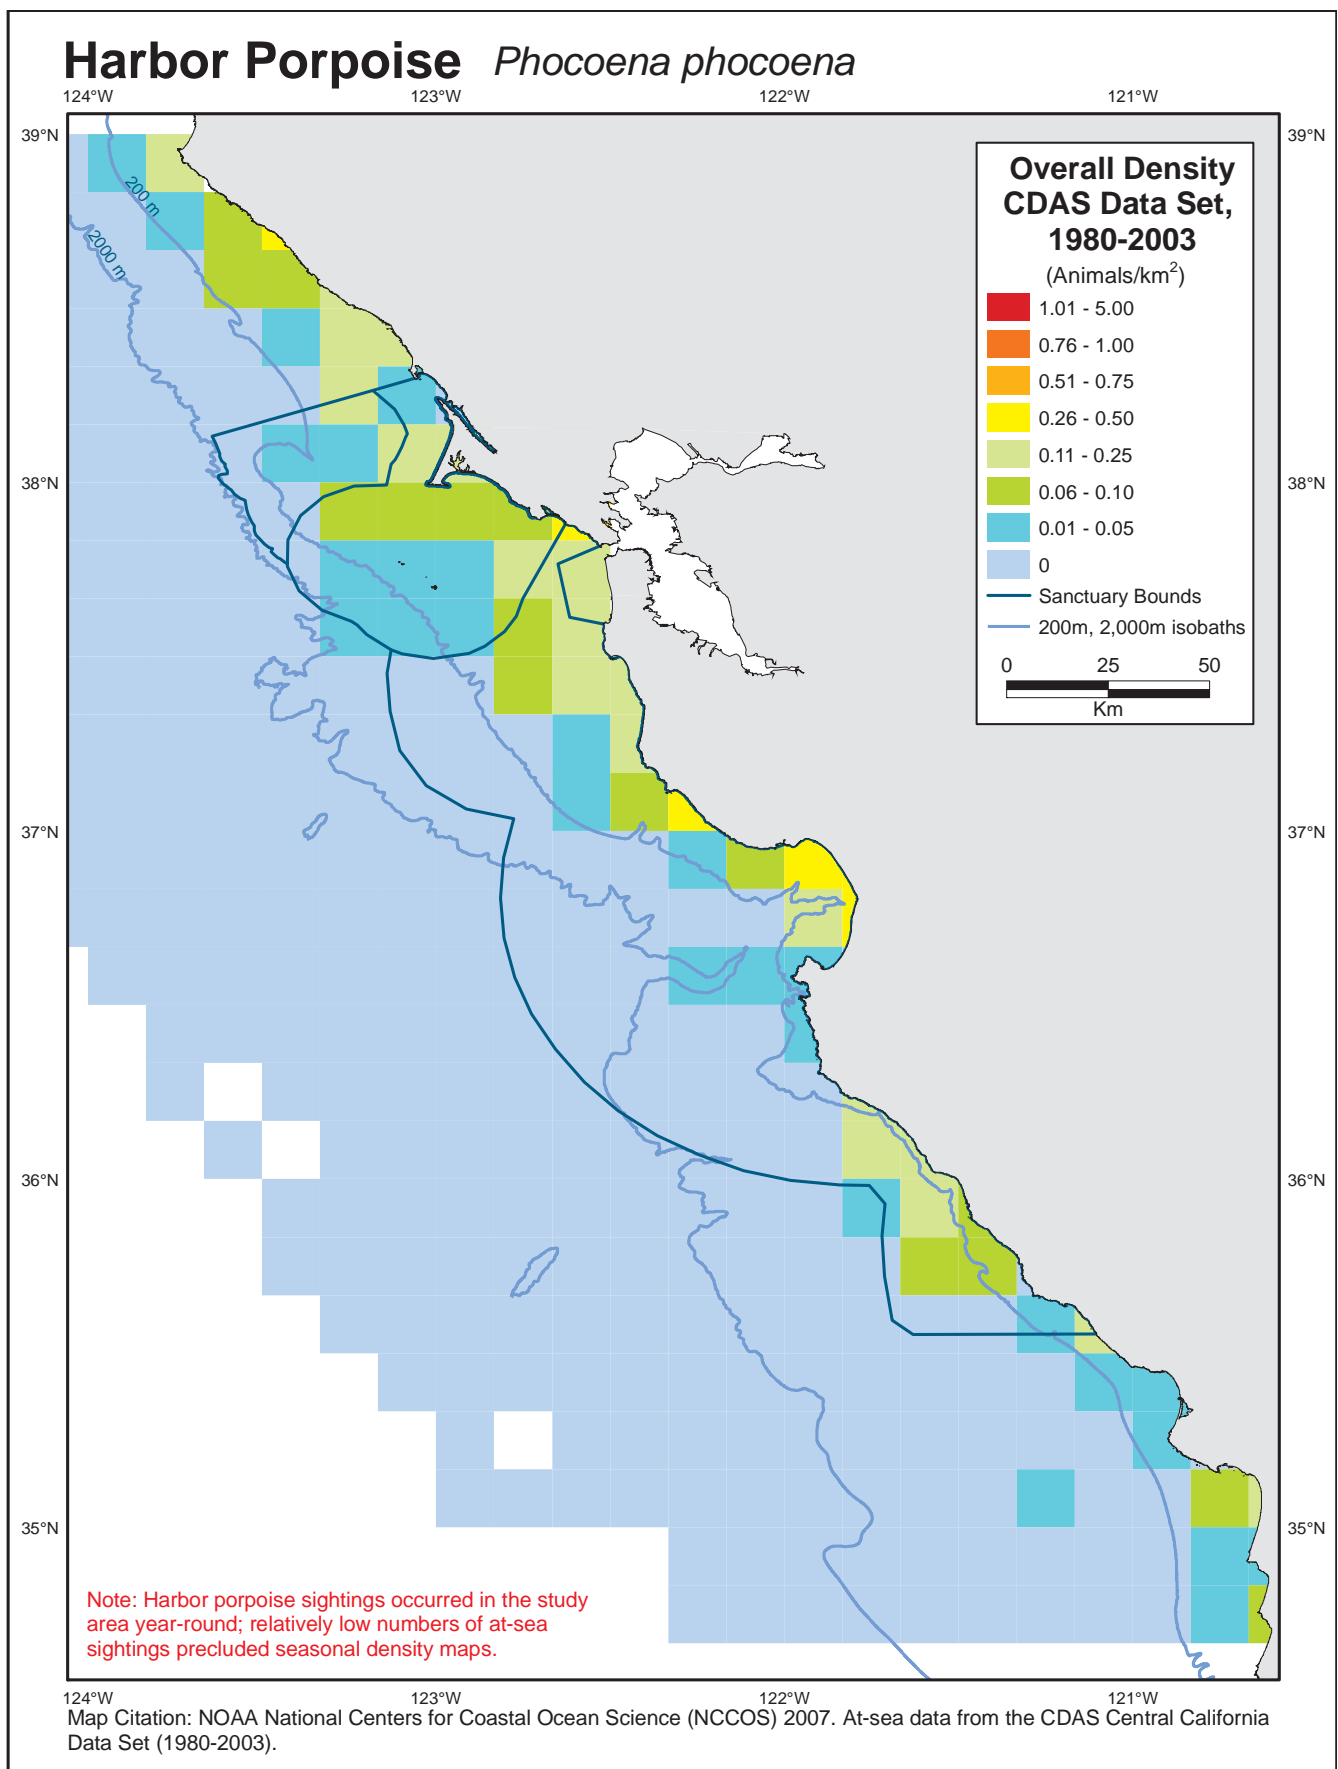 Harbor Porpoise Phocoena phocoena
124°W 123°W 122°W 121°W
39°N 39°N
Overall Density
CDAS Data Set,
1980-2003
(Animals/km²)
1.01 - 5.00
0.76 - 1.00
0.51 - 0.75
0.26 - 0.50
0.11 - 0.25
0.06 - 0.10
0.01 - 0.05
0
Sanctuary Bounds
200m, 2,000m isobaths
0 25 50
Km
200 m
2000 m
38°N 38°N
37°N 37°N
36°N 36°N
35°N 35°N
Note: Harbor porpoise sightings occurred in the study
area year-round; relatively low numbers of at-sea
sightings precluded seasonal density maps.
124°W 123°W 122°W 121°W
Map Citation: NOAA National Centers for Coastal Ocean Science (NCCOS) 2007. At-sea data from the CDAS Central California
Data Set (1980-2003).